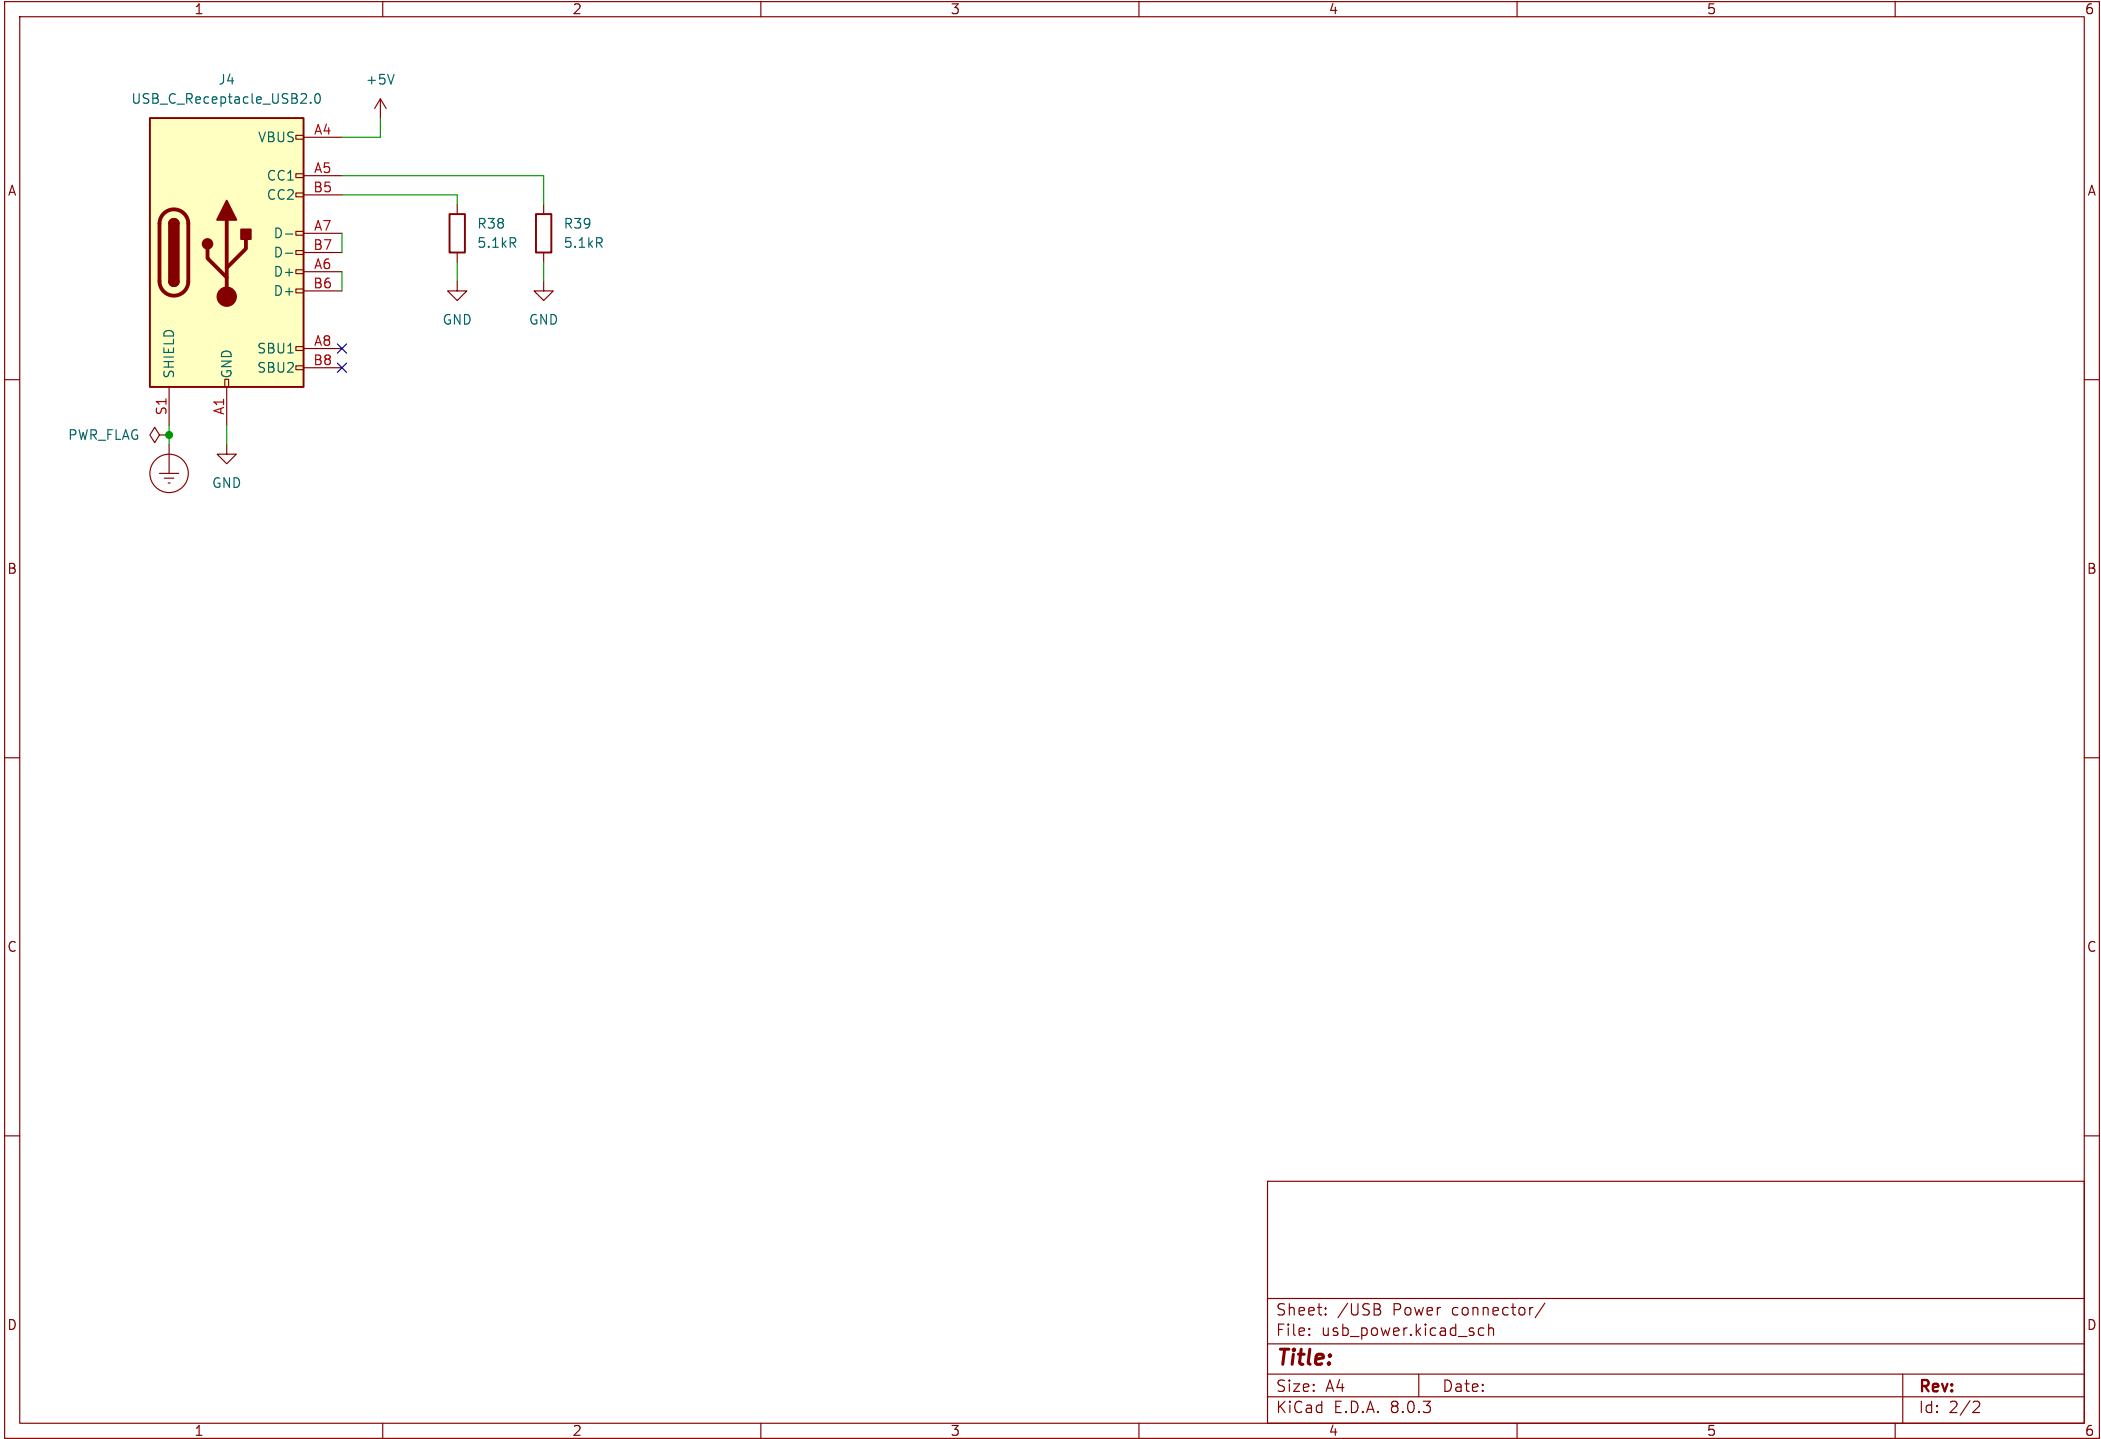 1 2 3 4 5 6
J4
USB_C_Receptacle_USB2.0
+5V
VBUS A4
CC1 A5
CC2 B5
D- A7
D- B7
D+ A6
D+ B6
SBU1 A8
SBU2 B8
SHIELD
GND
S1
A1
R38
5.1kR
R39
5.1kR
GND
GND
PWR_FLAG
GND
A A
B B
C C
D D
Sheet: /USB Power connector/
File: usb_power.kicad_sch
Title:
Size: A4 Date: Rev:
KiCad E.D.A. 8.0.3 Id: 2/2
1 2 3 4 5 6